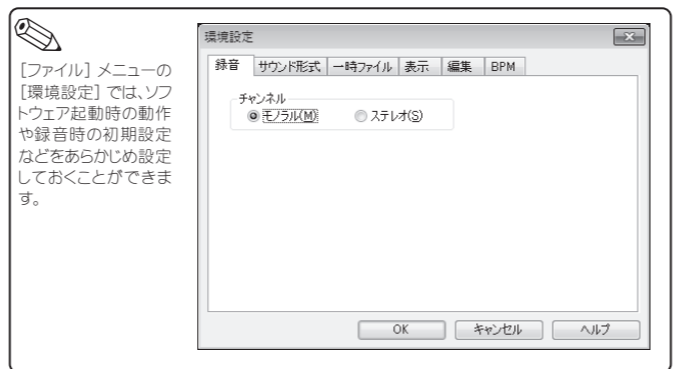 ［ファイル］メニューの
［環境設定］では、ソフ
トウェア起動時の動作
や録音時の初期設定
などをあらかじめ設定
しておくことができま
す。
環境設定
録音 サウンド形式 一時ファイル 表示 編集 BPM
チャンネル
モノラル(M) ステレオ(S)
OK キャンセル ヘルプ